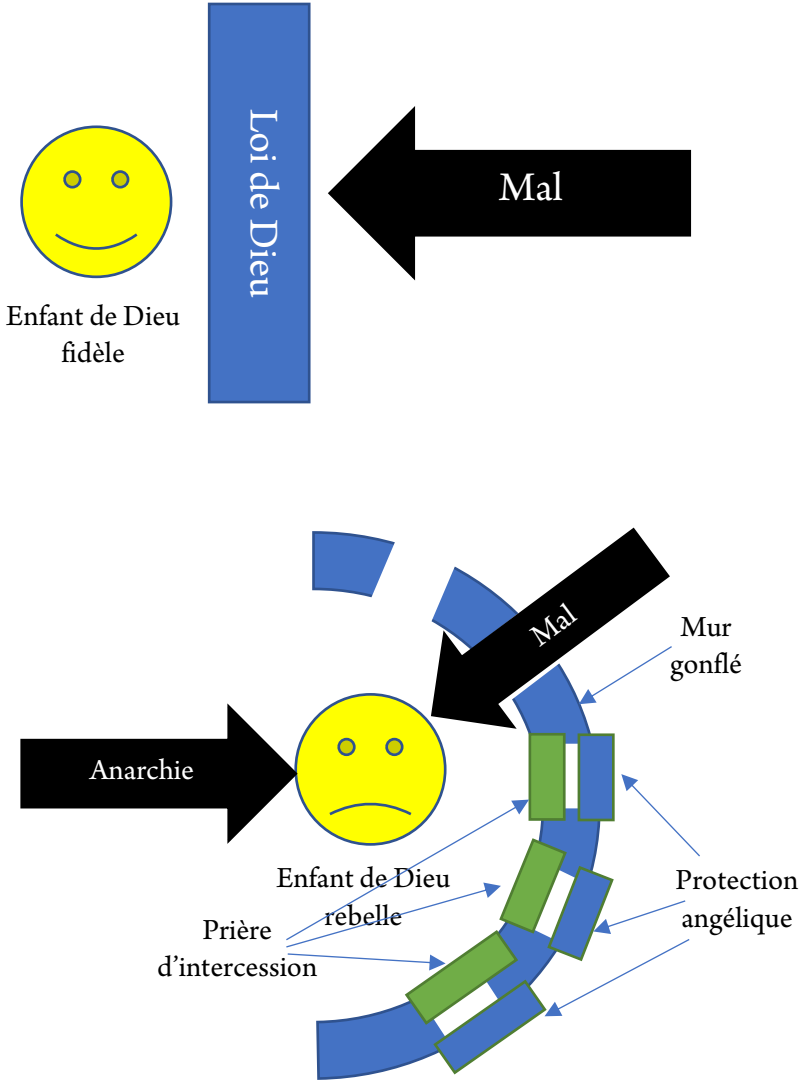 Loi de Dieu
Mal
Enfant de Dieu
fidèle
Mal
Mur
gonflé
Anarchie
Enfant de Dieu
rebelle
Prière
d'intercession
Protection
angélique